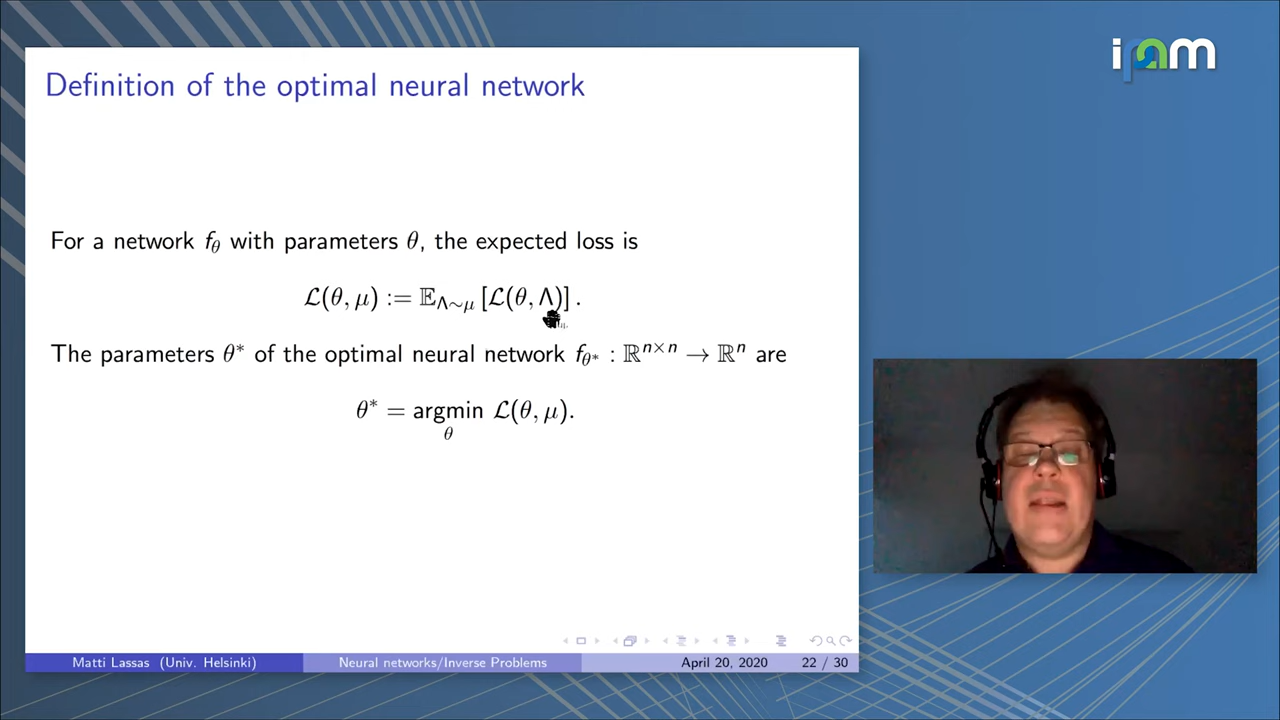 ipam
Definition of the optimal neural network
For a network f_θ with parameters θ, the expected loss is
ℒ(θ, μ) := 𝔼_{Λ∼μ} [ℒ(θ, Λ)] .
The parameters θ* of the optimal neural network f_{θ*} : ℝ^{n×n} → ℝ^n are
θ* = argmin_θ ℒ(θ, μ).
Matti Lassas (Univ. Helsinki) Neural networks/Inverse Problems April 20, 2020 22 / 30